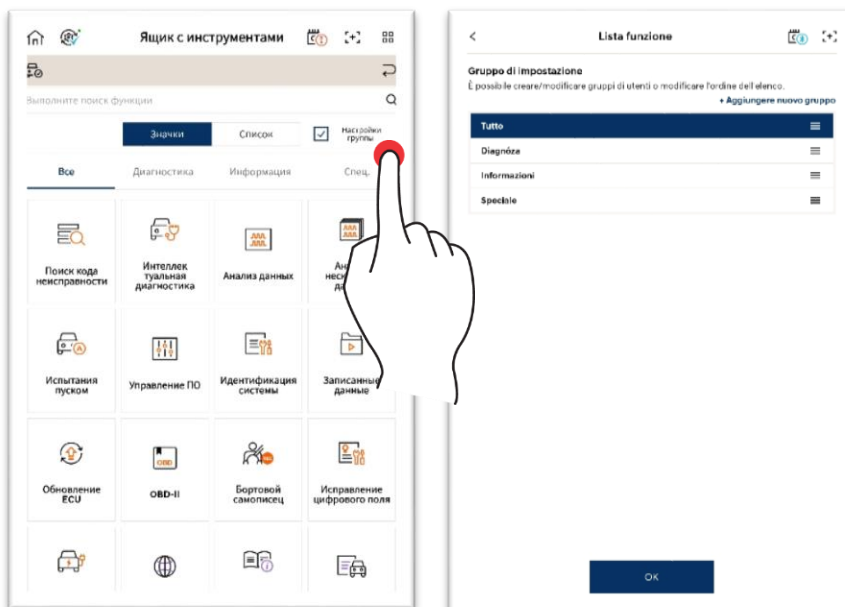 Ящик с инструментами
Выполните поиск функции
Значки
Список
Настройки
группы
Все
Диагностика
Информация
Спец.
Поиск кода
неисправности
Интеллек
туальная
диагностика
Анализ данных
Испытания
пуском
Управление ПО
Идентификация
системы
Записанные
данные
Обновление
ECU
OBD
OBD-II
Бортовой
самописец
Исправление
цифрового поля
Lista funzione
Gruppo di impostazione
È possibile creare/modificare gruppi di utenti o modificare l'ordine dell'elenco.
+ Aggiungere nuovo gruppo
Tutto
Diagnóza
Informazioni
Speciale
OK